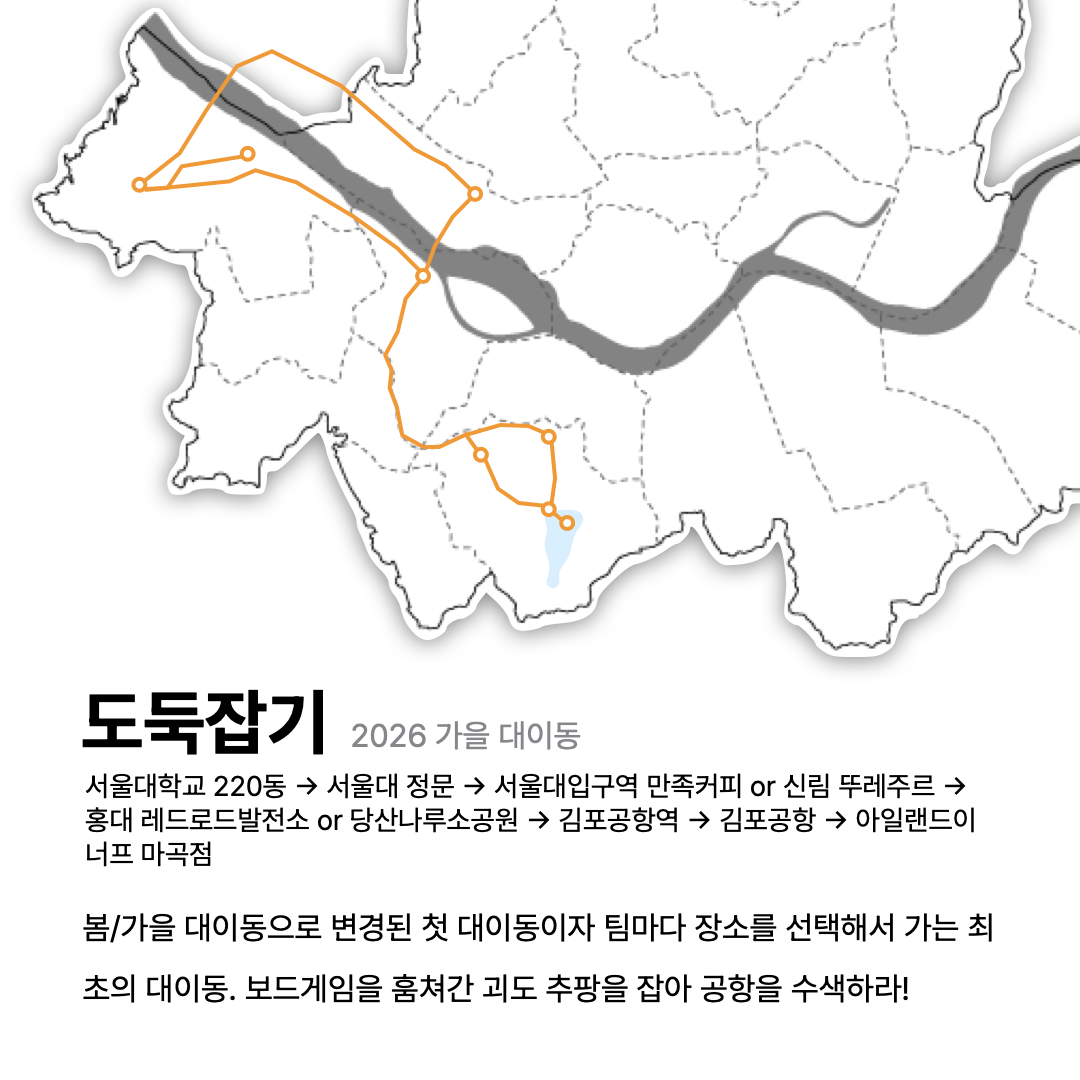 도둑잡기 2026 가을 대이동
서울대학교 220동 → 서울대 정문 → 서울대입구역 만족커피 or 신림 뚜레주르 →
홍대 레드로드발전소 or 당산나루소공원 → 김포공항역 → 김포공항 → 아일랜드이
너프 마곡점
봄/가을 대이동으로 변경된 첫 대이동이자 팀마다 장소를 선택해서 가는 최
초의 대이동. 보드게임을 훔쳐간 괴도 추팡을 잡아 공항을 수색하라!